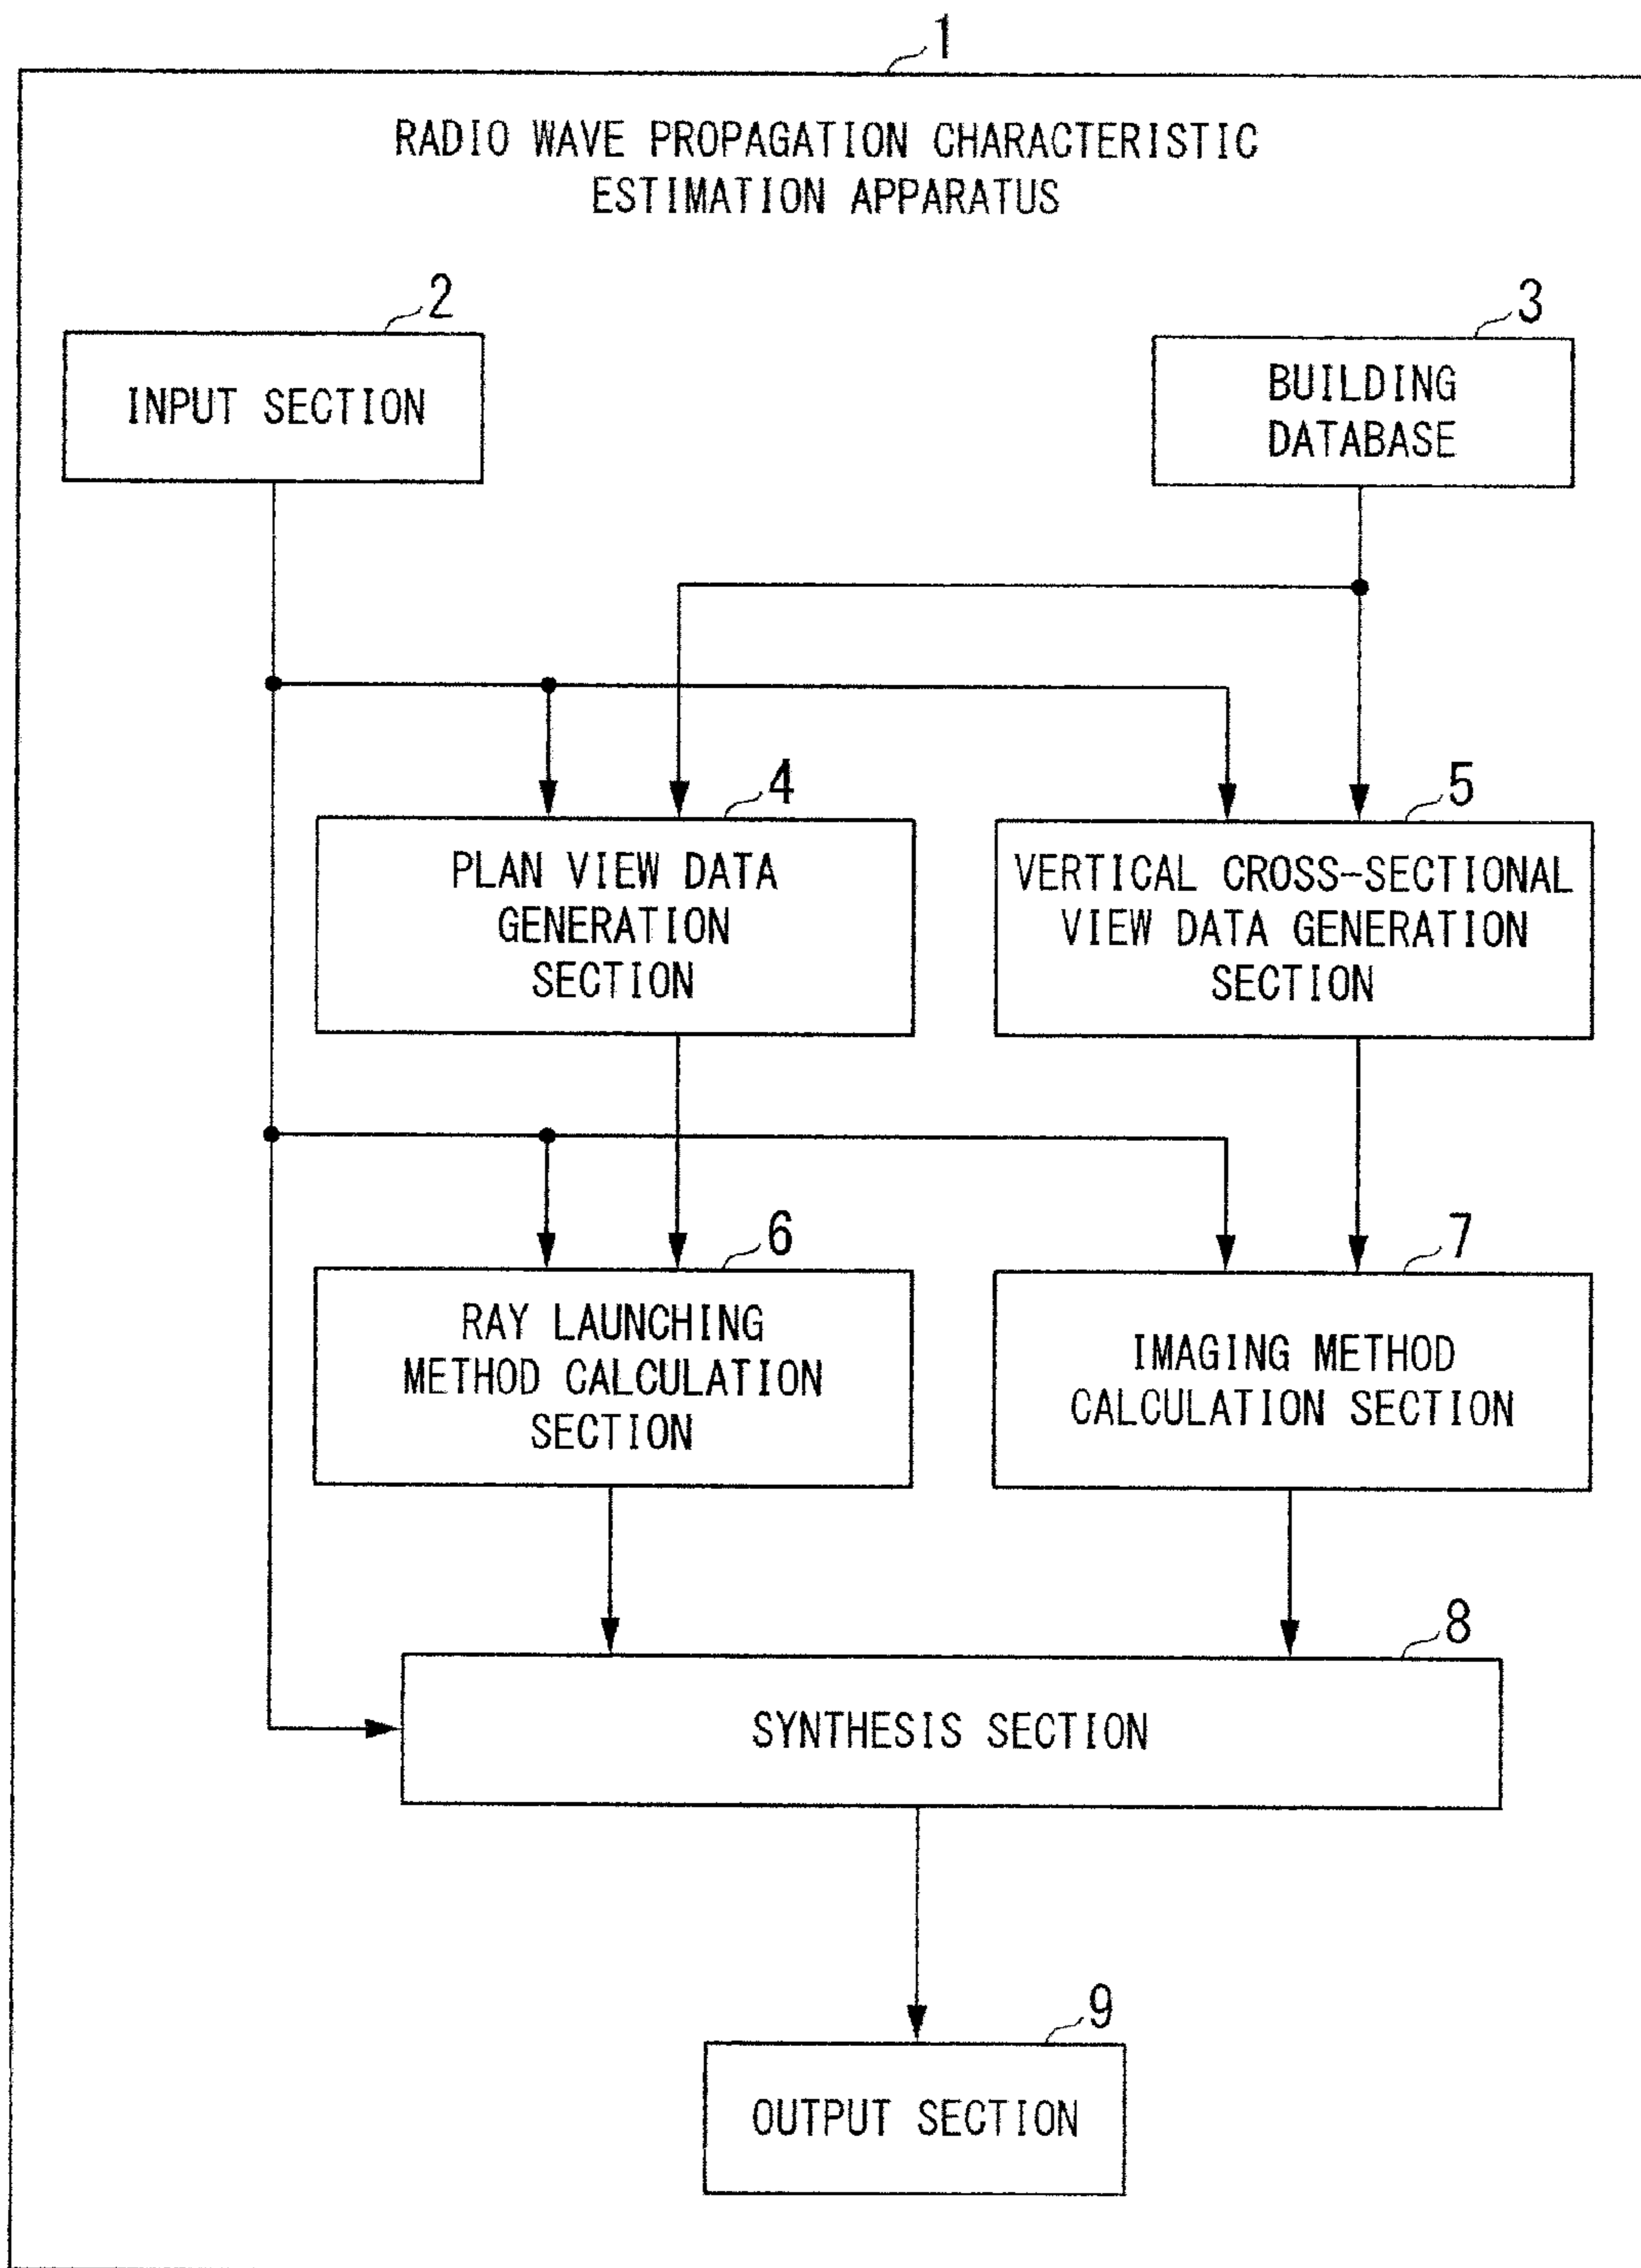 1
RADIO WAVE PROPAGATION CHARACTERISTIC
ESTIMATION APPARATUS
2
INPUT SECTION
3
BUILDING
DATABASE
4
PLAN VIEW DATA
GENERATION
SECTION
5
VERTICAL CROSS-SECTIONAL
VIEW DATA GENERATION
SECTION
6
RAY LAUNCHING
METHOD CALCULATION
SECTION
7
IMAGING METHOD
CALCULATION SECTION
8
SYNTHESIS SECTION
9
OUTPUT SECTION